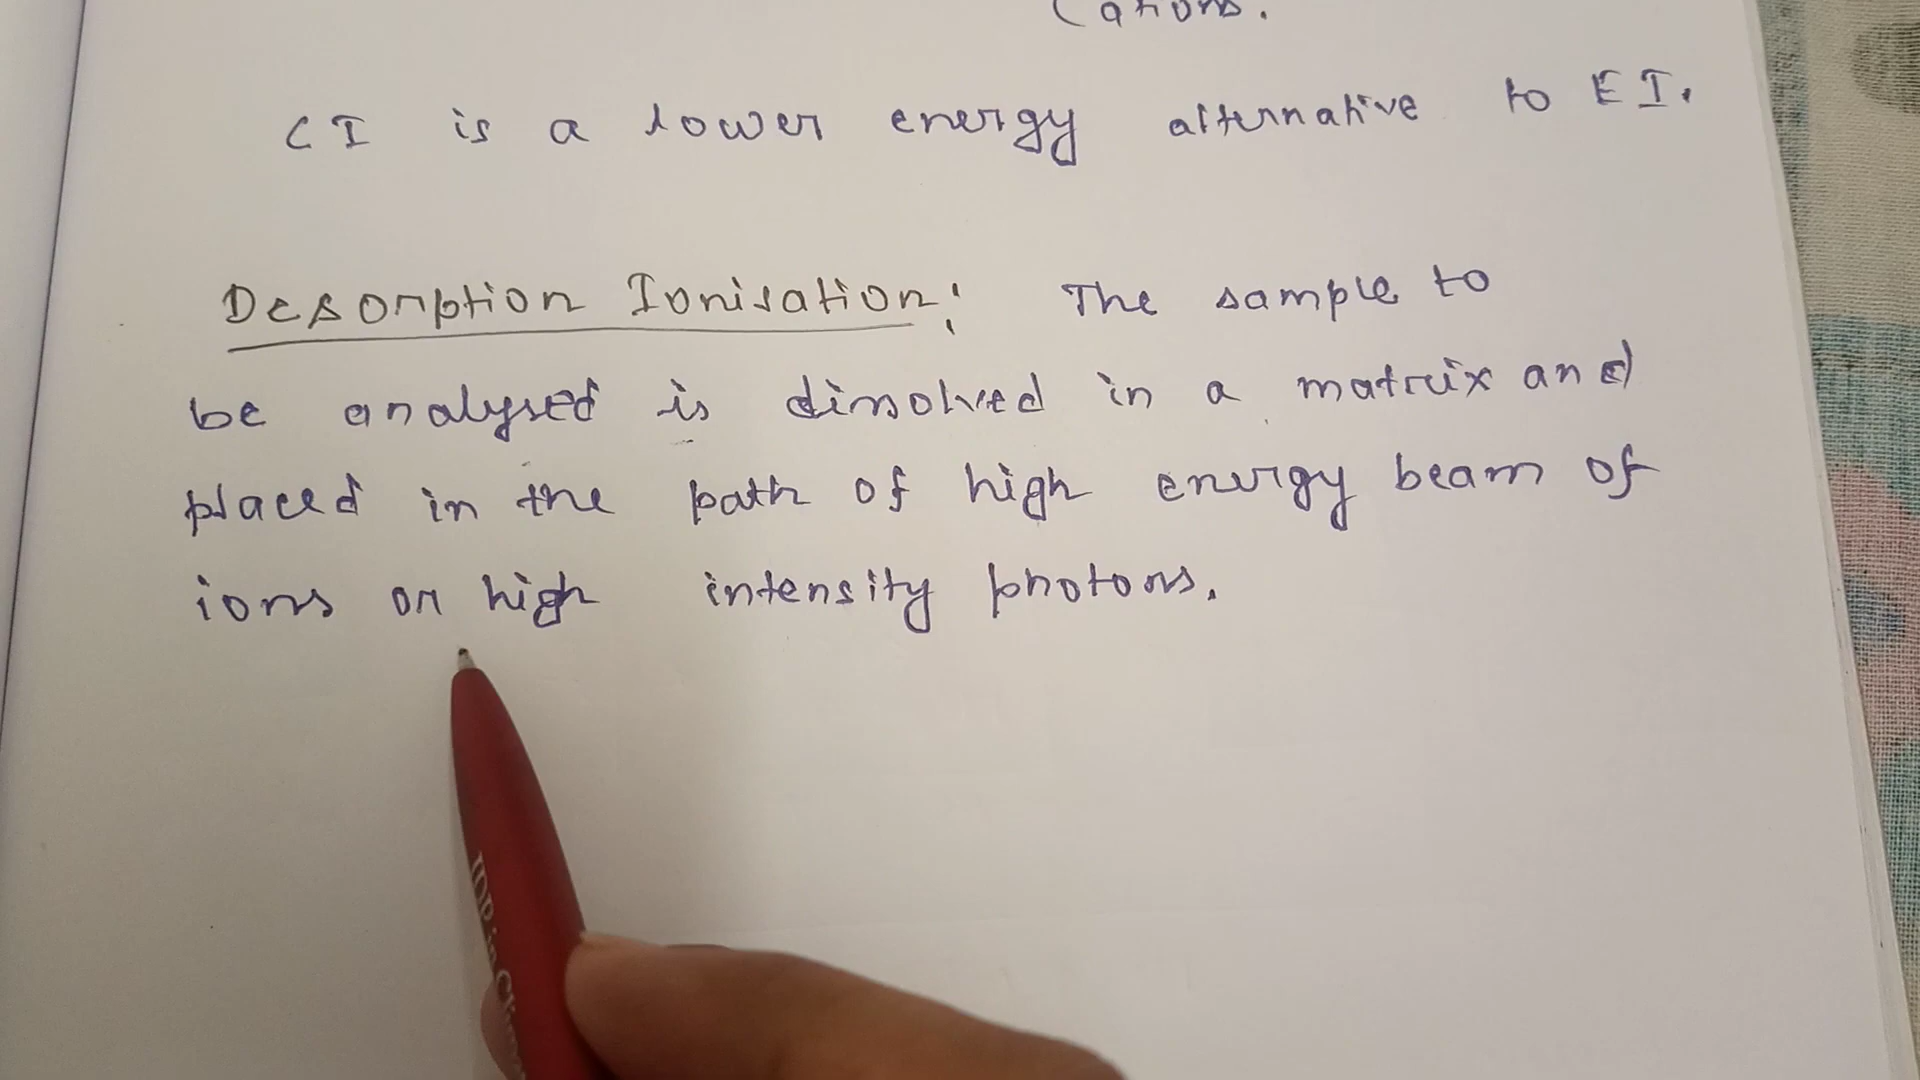 Cations.
CI is a lower energy alternative to EI.
Desorption Ionisation: The sample to
be analysed is dissolved in a matrix and
placed in the path of high energy beam of
ions or high intensity photons.